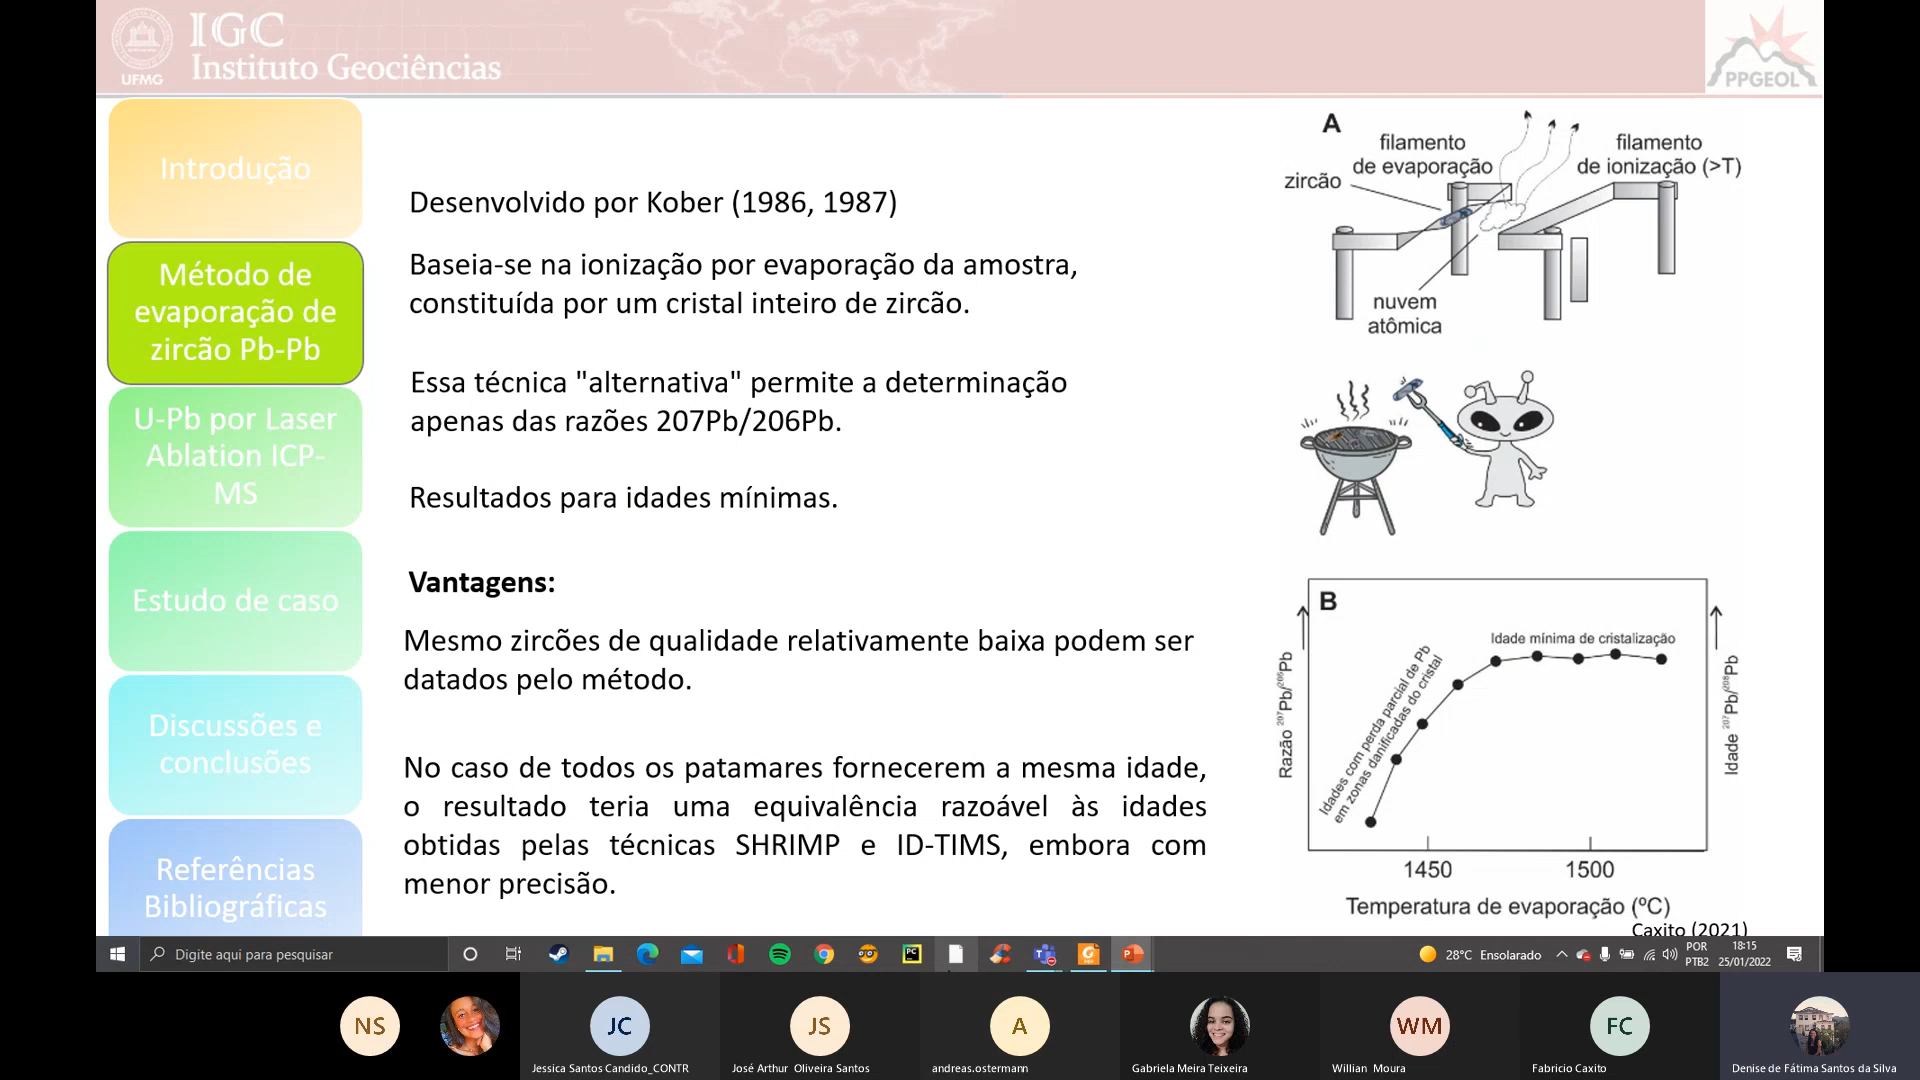 IGC
Instituto Geociências
UFMG
PPGEOL
Introdução
Método de
evaporação de
zircão Pb-Pb
U-Pb por Laser
Ablation ICP-
MS
Estudo de caso
Discussões e
conclusões
Referências
Bibliográficas
Desenvolvido por Kober (1986, 1987)
Baseia-se na ionização por evaporação da amostra,
constituída por um cristal inteiro de zircão.
Essa técnica "alternativa" permite a determinação
apenas das razões 207Pb/206Pb.
Resultados para idades mínimas.
Vantagens:
Mesmo zircões de qualidade relativamente baixa podem ser
datados pelo método.
No caso de todos os patamares fornecerem a mesma idade,
o resultado teria uma equivalência razoável às idades
obtidas pelas técnicas SHRIMP e ID-TIMS, embora com
menor precisão.
A
filamento
de evaporação
filamento
de ionização (>T)
zircão
nuvem
atômica
B
Idade mínima de cristalização
Idades com perda parcial de Pb
em zonas danificadas do cristal
Razão ²⁰⁷Pb/²⁰⁶Pb
Idade ²⁰⁷Pb/²⁰⁶Pb
1450
1500
Temperatura de evaporação (ºC)
Caxito (2021)
Digite aqui para pesquisar
28°C Ensolarado
POR
PTB2
18:15
25/01/2022
NS
JC
JS
A
WM
FC
Jessica Santos Candido_CONTR
José Arthur Oliveira Santos
andreas.ostermann
Gabriela Meira Teixeira
Willian Moura
Fabricio Caxito
Denise de Fátima Santos da Silva